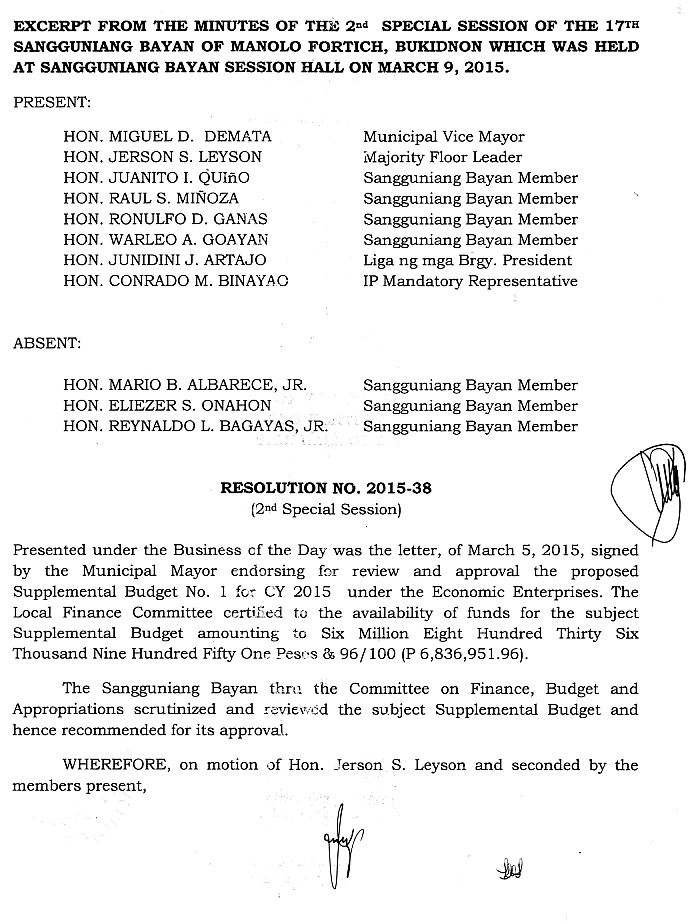 EXCERPT FROM THE MINUTES OF THE 2nd SPECIAL SESSION OF THE 17TH
SANGGUNIANG BAYAN OF MANOLO FORTICH, BUKIDNON WHICH WAS HELD
AT SANGGUNIANG BAYAN SESSION HALL ON MARCH 9, 2015.
PRESENT:
HON. MIGUEL D. DEMATA Municipal Vice Mayor
HON. JERSON S. LEYSON Majority Floor Leader
HON. JUANITO I. QUIñO Sangguniang Bayan Member
HON. RAUL S. MIÑOZA Sangguniang Bayan Member
HON. RONULFO D. GANAS Sangguniang Bayan Member
HON. WARLEO A. GOAYAN Sangguniang Bayan Member
HON. JUNIDINI J. ARTAJO Liga ng mga Brgy. President
HON. CONRADO M. BINAYAO IP Mandatory Representative
ABSENT:
HON. MARIO B. ALBARECE, JR. Sangguniang Bayan Member
HON. ELIEZER S. ONAHON Sangguniang Bayan Member
HON. REYNALDO L. BAGAYAS, JR. Sangguniang Bayan Member
RESOLUTION NO. 2015-38
(2nd Special Session)
Presented under the Business of the Day was the letter, of March 5, 2015, signed
by the Municipal Mayor endorsing for review and approval the proposed
Supplemental Budget No. 1 for CY 2015 under the Economic Enterprises. The
Local Finance Committee certified to the availability of funds for the subject
Supplemental Budget amounting to Six Million Eight Hundred Thirty Six
Thousand Nine Hundred Fifty One Pesos & 96/100 (P 6,836,951.96).
The Sangguniang Bayan thru the Committee on Finance, Budget and
Appropriations scrutinized and reviewed the subject Supplemental Budget and
hence recommended for its approval.
WHEREFORE, on motion of Hon. Jerson S. Leyson and seconded by the
members present,